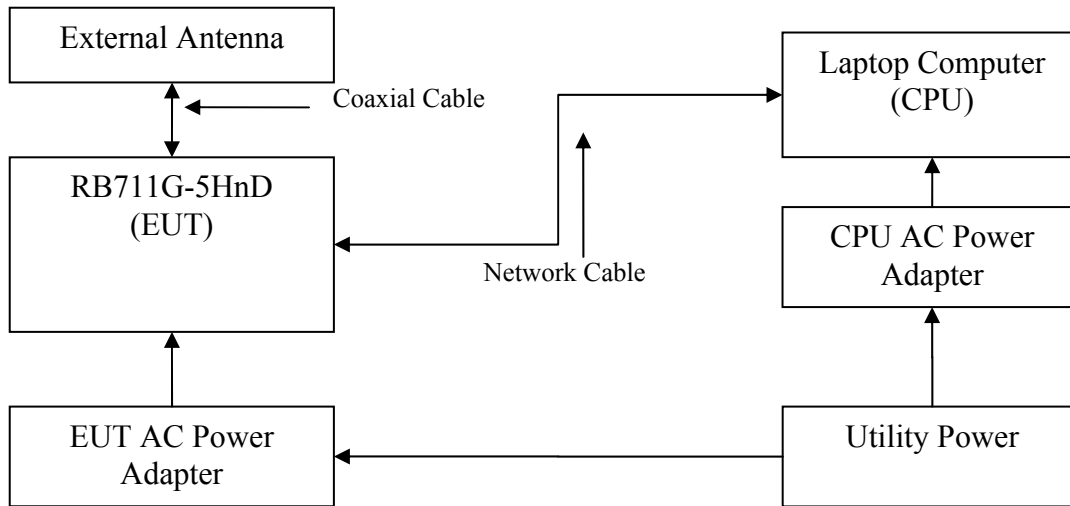 External Antenna
Coaxial Cable
Laptop Computer
(CPU)
RB711G-5HnD
(EUT)
Network Cable
CPU AC Power
Adapter
EUT AC Power
Adapter
Utility Power